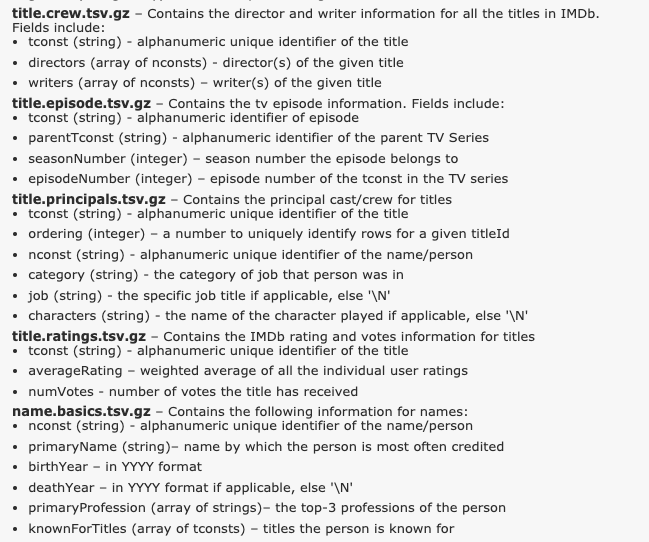 title.crew.tsv.gz – Contains the director and writer information for all the titles in IMDb.
Fields include:
• tconst (string) - alphanumeric unique identifier of the title
• directors (array of nconsts) - director(s) of the given title
• writers (array of nconsts) – writer(s) of the given title
title.episode.tsv.gz – Contains the tv episode information. Fields include:
• tconst (string) - alphanumeric identifier of episode
• parentTconst (string) - alphanumeric identifier of the parent TV Series
• seasonNumber (integer) – season number the episode belongs to
• episodeNumber (integer) – episode number of the tconst in the TV series
title.principals.tsv.gz – Contains the principal cast/crew for titles
• tconst (string) - alphanumeric unique identifier of the title
• ordering (integer) – a number to uniquely identify rows for a given titleId
• nconst (string) - alphanumeric unique identifier of the name/person
• category (string) - the category of job that person was in
• job (string) - the specific job title if applicable, else '\N'
• characters (string) - the name of the character played if applicable, else '\N'
title.ratings.tsv.gz – Contains the IMDb rating and votes information for titles
• tconst (string) - alphanumeric unique identifier of the title
• averageRating – weighted average of all the individual user ratings
• numVotes - number of votes the title has received
name.basics.tsv.gz – Contains the following information for names:
• nconst (string) - alphanumeric unique identifier of the name/person
• primaryName (string)– name by which the person is most often credited
• birthYear – in YYYY format
• deathYear – in YYYY format if applicable, else '\N'
• primaryProfession (array of strings)– the top-3 professions of the person
• knownForTitles (array of tconsts) – titles the person is known for